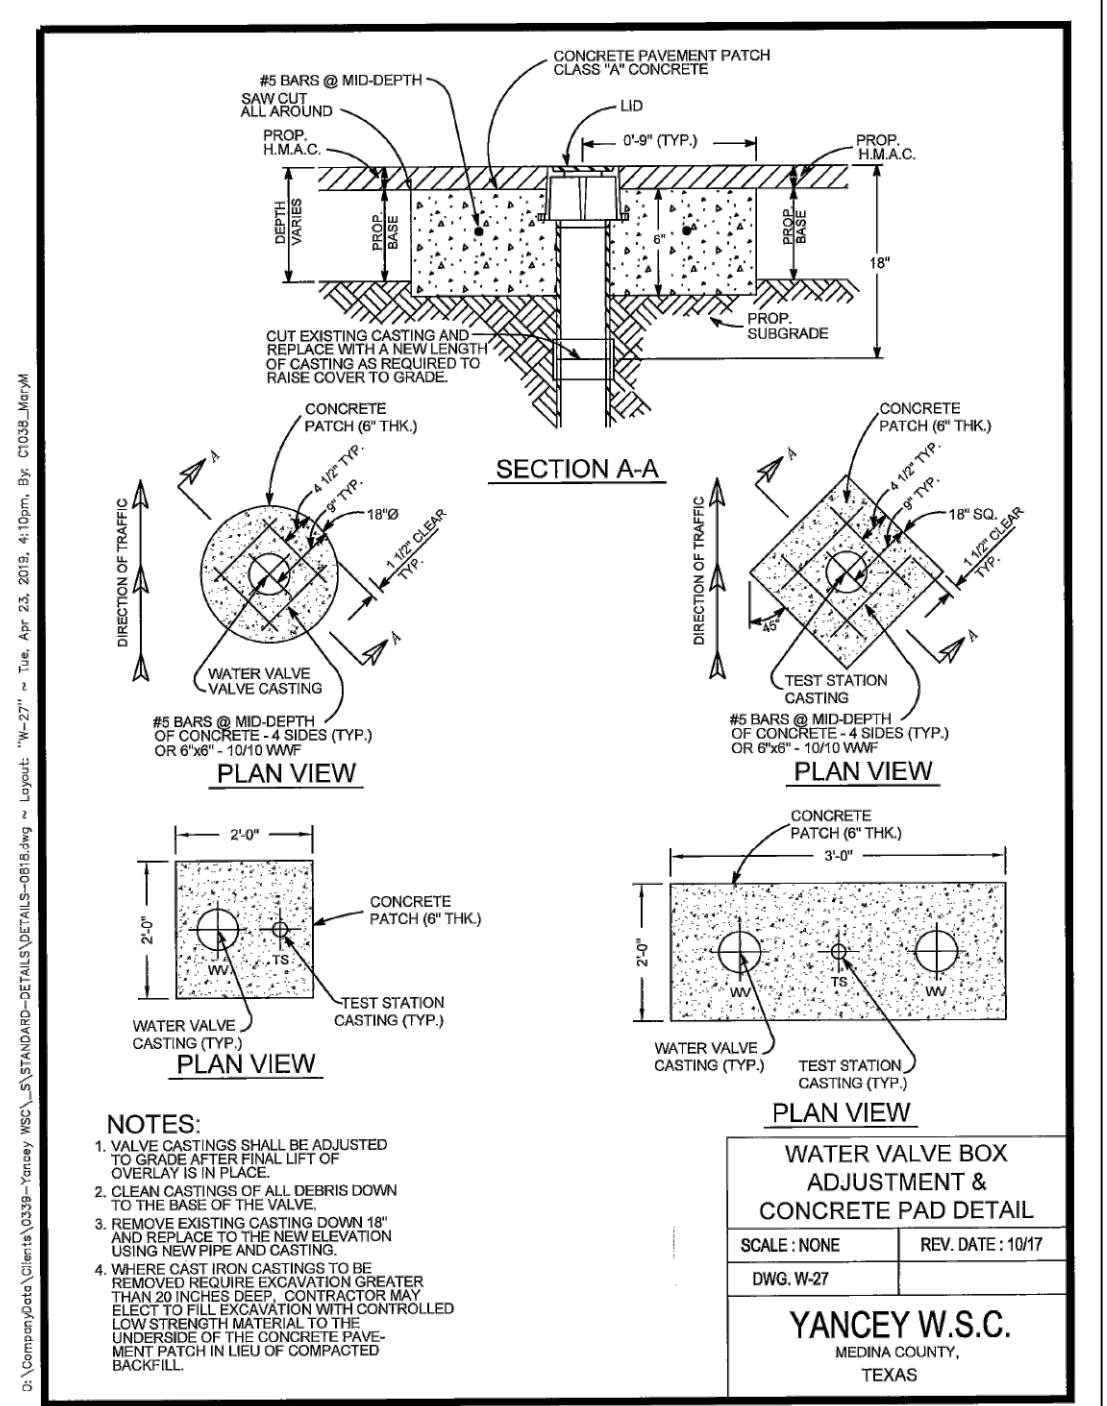 CONCRETE PAVEMENT PATCH
CLASS "A" CONCRETE
#5 BARS @ MID-DEPTH
SAW CUT
ALL AROUND
LID
PROP.
H.M.A.C.
0'-9" (TYP.)
PROP.
H.M.A.C.
DEPTH
VARIES
PROP.
BASE
6"
PROP.
BASE
18"
PROP.
SUBGRADE
CUT EXISTING CASTING AND
REPLACE WITH A NEW LENGTH
OF CASTING AS REQUIRED TO
RAISE COVER TO GRADE.
SECTION A-A
CONCRETE
PATCH (6" THK.)
A
4 1/2" TYP.
9" TYP.
18"Ø
1 1/2" CLEAR
TYP.
DIRECTION OF TRAFFIC
A
WATER VALVE
VALVE CASTING
#5 BARS @ MID-DEPTH
OF CONCRETE - 4 SIDES (TYP.)
OR 6"x6" - 10/10 WWF
PLAN VIEW
CONCRETE
PATCH (6" THK.)
A
4 1/2" TYP.
9" TYP.
18" SQ.
1 1/2" CLEAR
TYP.
DIRECTION OF TRAFFIC
45°
A
TEST STATION
CASTING
#5 BARS @ MID-DEPTH
OF CONCRETE - 4 SIDES (TYP.)
OR 6"x6" - 10/10 WWF
PLAN VIEW
2'-0"
2'-0"
CONCRETE
PATCH (6" THK.)
WV
TS
TEST STATION
CASTING (TYP.)
WATER VALVE
CASTING (TYP.)
PLAN VIEW
CONCRETE
PATCH (6" THK.)
3'-0"
2'-0"
WV
TS
WV
WATER VALVE
CASTING (TYP.)
TEST STATION
CASTING (TYP.)
PLAN VIEW
NOTES:
1. VALVE CASTINGS SHALL BE ADJUSTED
TO GRADE AFTER FINAL LIFT OF
OVERLAY IS IN PLACE.
2. CLEAN CASTINGS OF ALL DEBRIS DOWN
TO THE BASE OF THE VALVE.
3. REMOVE EXISTING CASTING DOWN 18"
AND REPLACE TO THE NEW ELEVATION
USING NEW PIPE AND CASTING.
4. WHERE CAST IRON CASTINGS TO BE
REMOVED REQUIRE EXCAVATION GREATER
THAN 20 INCHES DEEP, CONTRACTOR MAY
ELECT TO FILL EXCAVATION WITH CONTROLLED
LOW STRENGTH MATERIAL TO THE
UNDERSIDE OF THE CONCRETE PAVE-
MENT PATCH IN LIEU OF COMPACTED
BACKFILL.
WATER VALVE BOX
ADJUSTMENT &
CONCRETE PAD DETAIL
SCALE : NONE
REV. DATE : 10/17
DWG. W-27
YANCEY W.S.C.
MEDINA COUNTY,
TEXAS
D:\CompanyData\Clients\0339-Yancey WSC\_S\STANDARD-DETAILS\DETAILS-0818.dwg ~ Layout: "W-27" ~ Tue, Apr 23, 2019, 4:10pm, By: C1038_MaryM